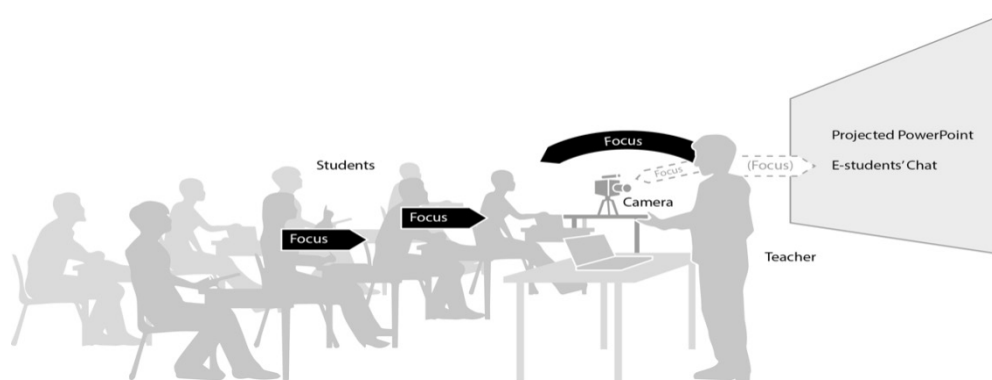 Students
Focus
Focus
Focus
Focus
Camera
Teacher
(Focus)
Projected PowerPoint
E-students' Chat